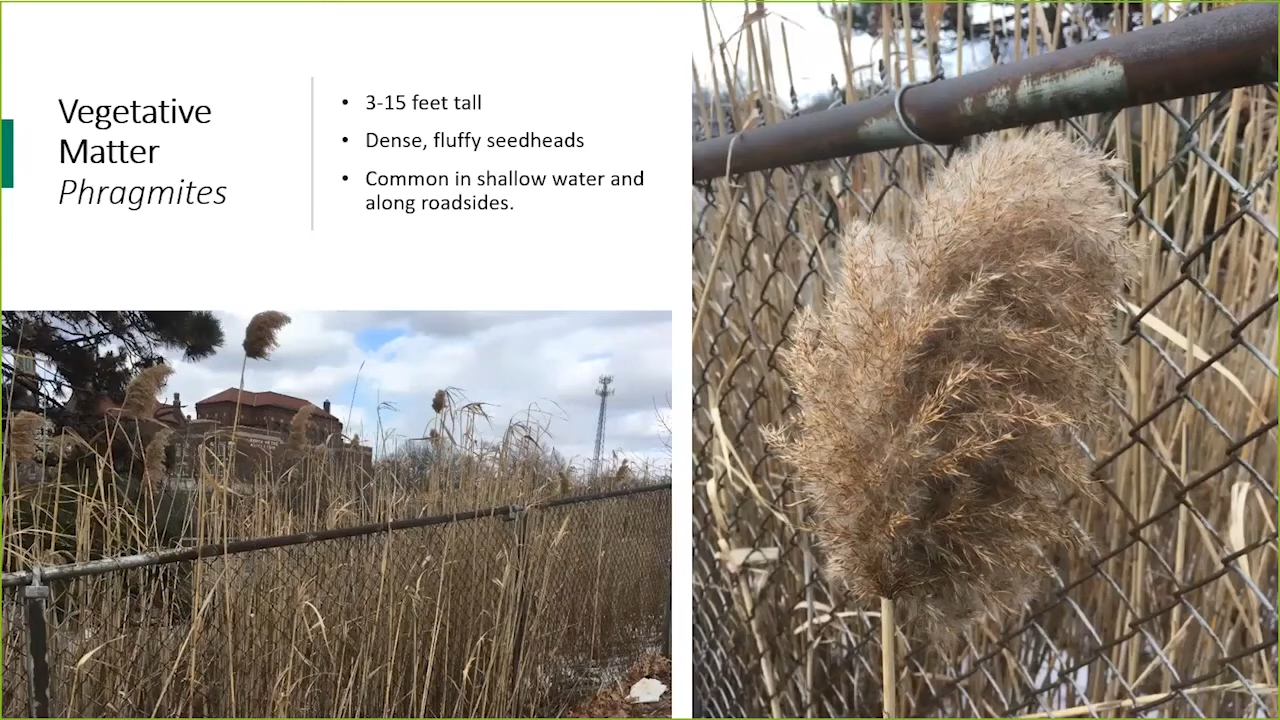 Vegetative
Matter
Phragmites
• 3-15 feet tall
• Dense, fluffy seedheads
• Common in shallow water and
along roadsides.